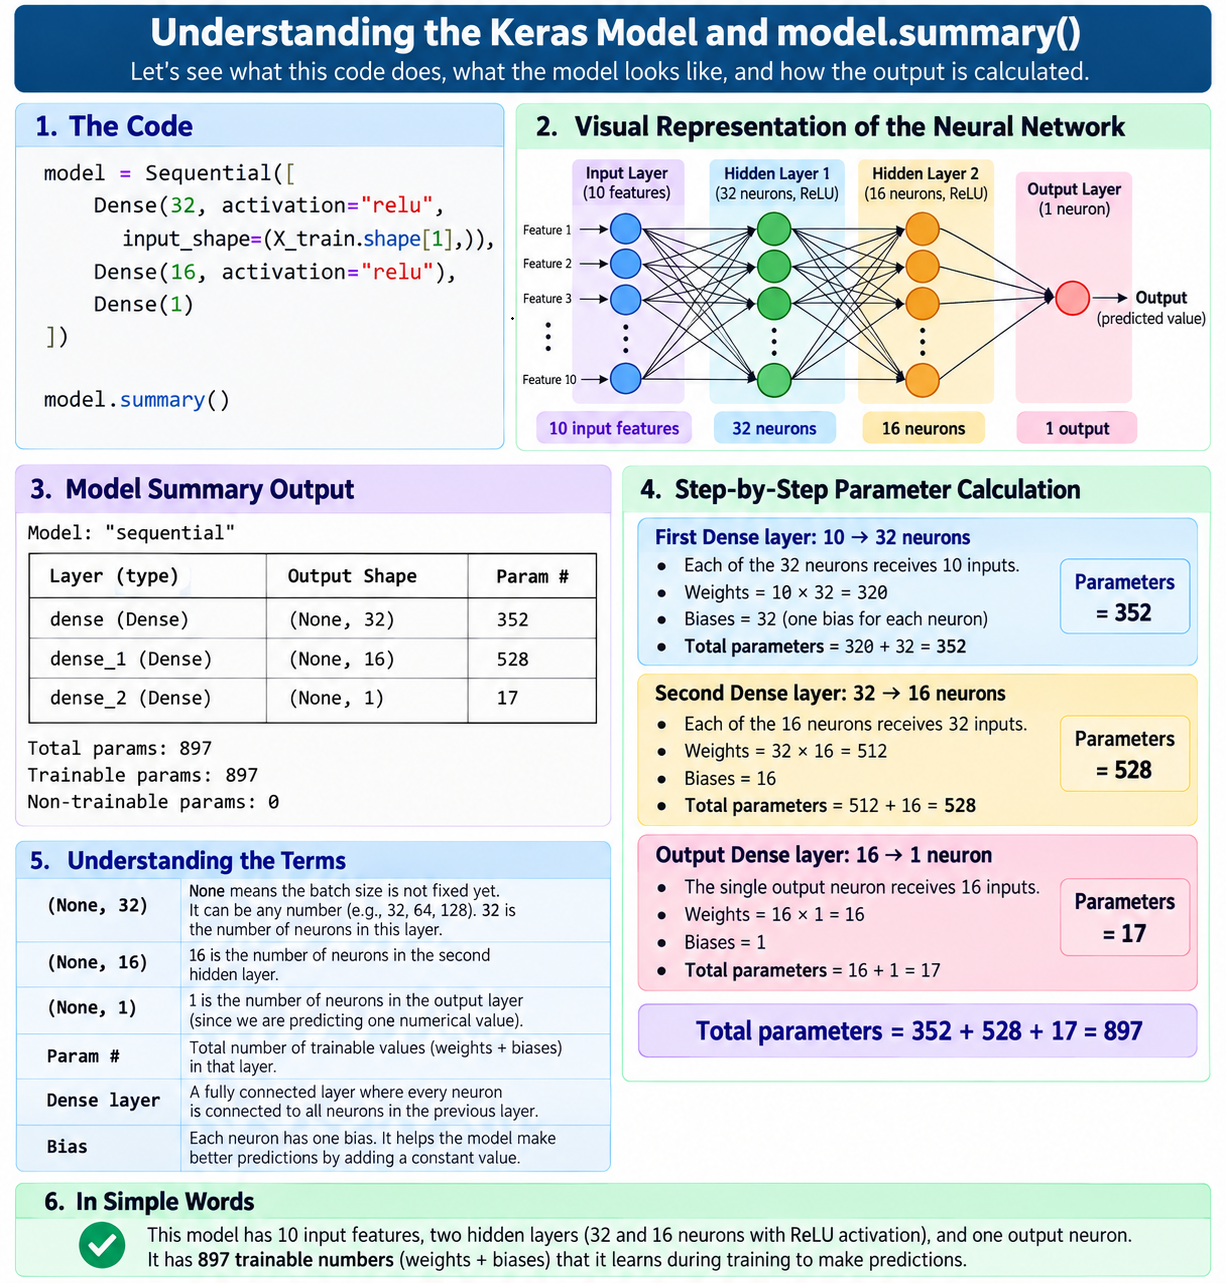 Understanding the Keras Model and model.summary()
Let's see what this code does, what the model looks like, and how the output is calculated.
1. The Code
model = Sequential([
Dense(32, activation="relu",
input_shape=(X_train.shape[1],)),
Dense(16, activation="relu"),
Dense(1)
])
model.summary()
2. Visual Representation of the Neural Network
Input Layer
(10 features)
Hidden Layer 1
(32 neurons, ReLU)
Hidden Layer 2
(16 neurons, ReLU)
Output Layer
(1 neuron)
Feature 1
Feature 2
Feature 3
Feature 10
Output
(predicted value)
10 input features
32 neurons
16 neurons
1 output
3. Model Summary Output
Model: "sequential"
Layer (type) Output Shape Param #
dense (Dense) (None, 32) 352
dense_1 (Dense) (None, 16) 528
dense_2 (Dense) (None, 1) 17
Total params: 897
Trainable params: 897
Non-trainable params: 0
4. Step-by-Step Parameter Calculation
First Dense layer: 10 → 32 neurons
• Each of the 32 neurons receives 10 inputs.
• Weights = 10 × 32 = 320
• Biases = 32 (one bias for each neuron)
• Total parameters = 320 + 32 = 352
Parameters
= 352
Second Dense layer: 32 → 16 neurons
• Each of the 16 neurons receives 32 inputs.
• Weights = 32 × 16 = 512
• Biases = 16
• Total parameters = 512 + 16 = 528
Parameters
= 528
Output Dense layer: 16 → 1 neuron
• The single output neuron receives 16 inputs.
• Weights = 16 × 1 = 16
• Biases = 1
• Total parameters = 16 + 1 = 17
Parameters
= 17
Total parameters = 352 + 528 + 17 = 897
5. Understanding the Terms
(None, 32)
None means the batch size is not fixed yet.
It can be any number (e.g., 32, 64, 128). 32 is
the number of neurons in this layer.
(None, 16)
16 is the number of neurons in the second
hidden layer.
(None, 1)
1 is the number of neurons in the output layer
(since we are predicting one numerical value).
Param #
Total number of trainable values (weights + biases)
in that layer.
Dense layer
A fully connected layer where every neuron
is connected to all neurons in the previous layer.
Bias
Each neuron has one bias. It helps the model make
better predictions by adding a constant value.
6. In Simple Words
This model has 10 input features, two hidden layers (32 and 16 neurons with ReLU activation), and one output neuron.
It has 897 trainable numbers (weights + biases) that it learns during training to make predictions.